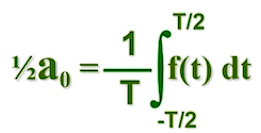 ½a₀ = 1/T ∫_{-T/2}^{T/2} f(t) dt